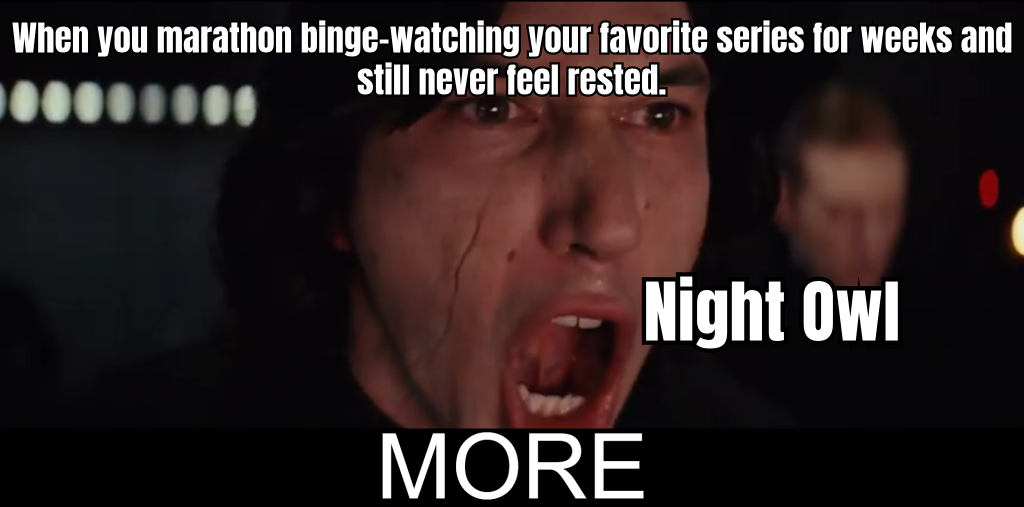 When you marathon binge-watching your favorite series for weeks and
still never feel rested.
Night Owl
MORE